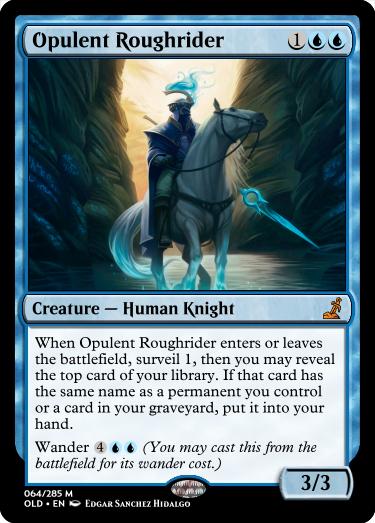 Opulent Roughrider 1
Creature — Human Knight
When Opulent Roughrider enters or leaves
the battlefield, surveil 1, then you may reveal
the top card of your library. If that card has
the same name as a permanent you control
or a card in your graveyard, put it into your
hand.
Wander 4 (You may cast this from the
battlefield for its wander cost.)
3/3
064/285 M
OLD • EN Edgar Sanchez Hidalgo